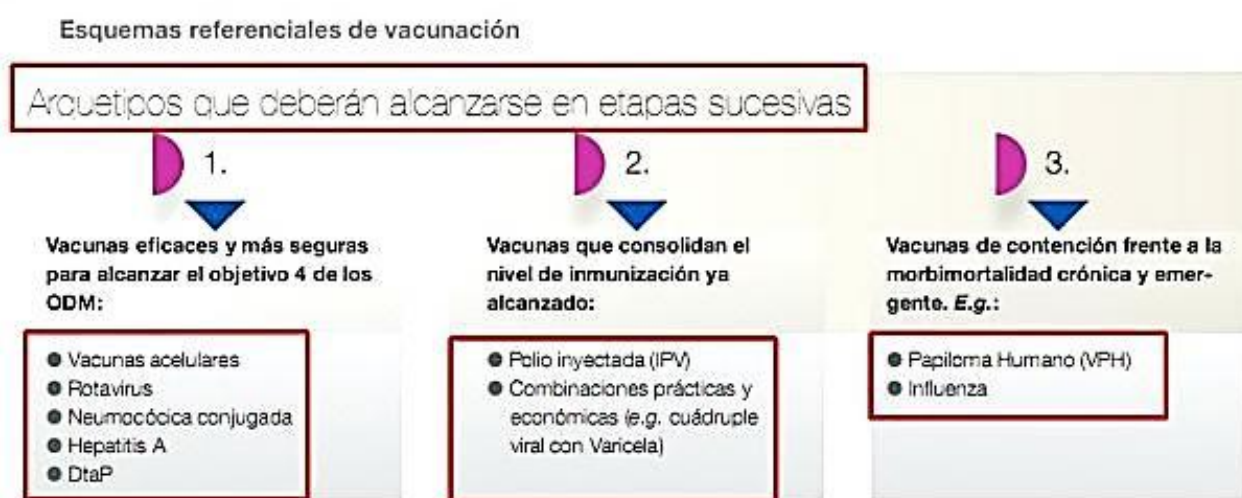 Esquemas referenciales de vacunación
Arquetipos que deberán alcanzarse en etapas sucesivas
1.
Vacunas eficaces y más seguras
para alcanzar el objetivo 4 de los
ODM:
● Vacunas acelulares
● Rotavirus
● Neumocócica conjugada
● Hepatitis A
● DtaP
2.
Vacunas que consolidan el
nivel de inmunización ya
alcanzado:
● Polio inyectada (IPV)
● Combinaciones prácticas y
económicas (e.g. cuádruple
viral con Varicela)
3.
Vacunas de contención frente a la
morbimortalidad crónica y emer-
gente. E.g.:
● Papiloma Humano (VPH)
● Influenza